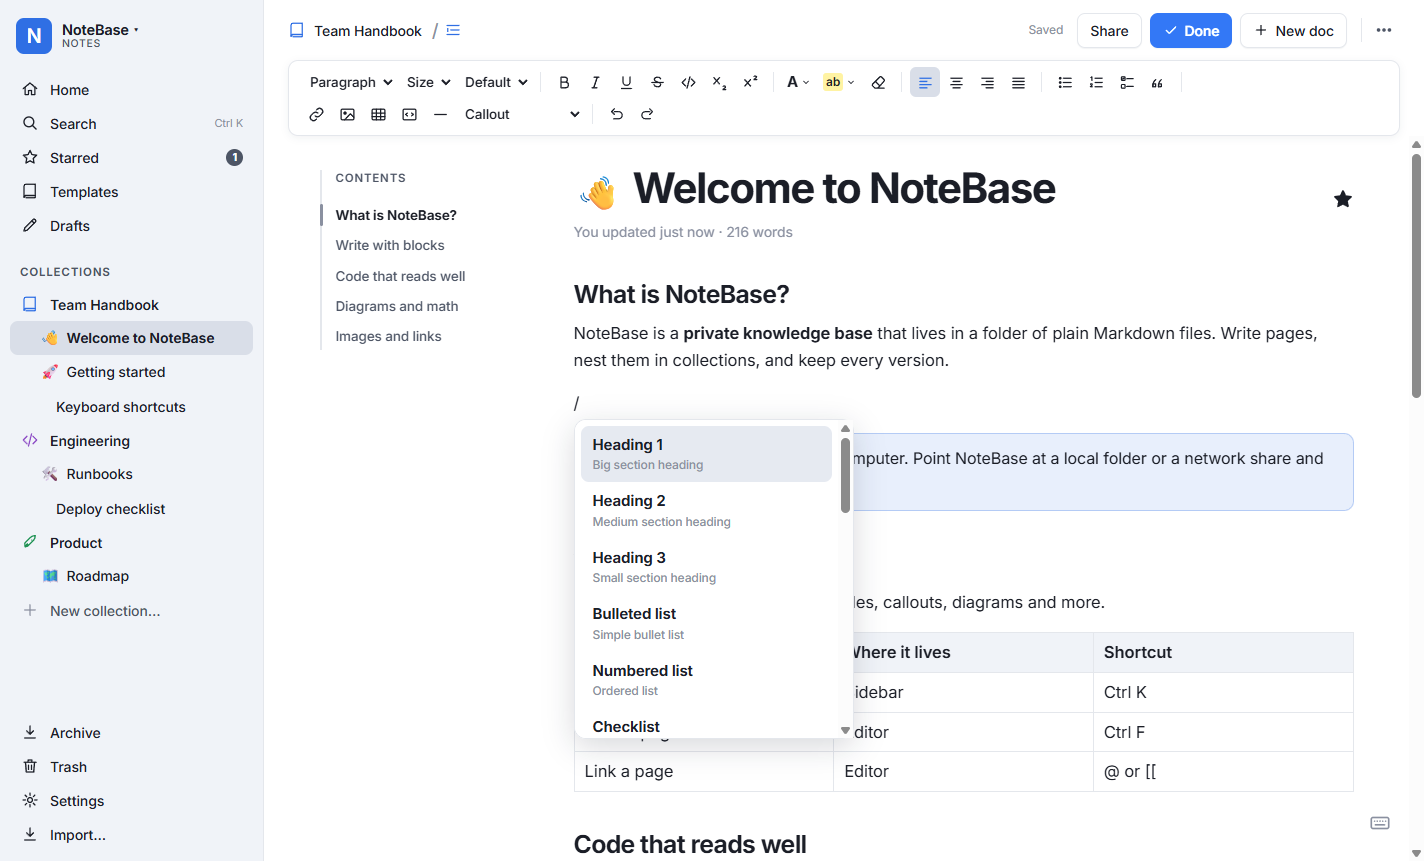 NoteBase
NOTES
Home
Search Ctrl K
Starred 1
Templates
Drafts
COLLECTIONS
Team Handbook
Welcome to NoteBase
Getting started
Keyboard shortcuts
Engineering
Runbooks
Deploy checklist
Product
Roadmap
New collection...
Archive
Trash
Settings
Import...
Team Handbook /
Saved
Share
Done
New doc
Paragraph Size Default B I U S A ab
Callout
CONTENTS
What is NoteBase?
Write with blocks
Code that reads well
Diagrams and math
Images and links
Welcome to NoteBase
You updated just now · 216 words
What is NoteBase?
NoteBase is a private knowledge base that lives in a folder of plain Markdown files. Write pages,
nest them in collections, and keep every version.
/
Heading 1
Big section heading
Heading 2
Medium section heading
Heading 3
Small section heading
Bulleted list
Simple bullet list
Numbered list
Ordered list
Checklist
Point NoteBase at a local folder or a network share and
callouts, diagrams and more.
it lives Shortcut
Ctrl K
Ctrl F
Link a page Editor @ or [[
Code that reads well